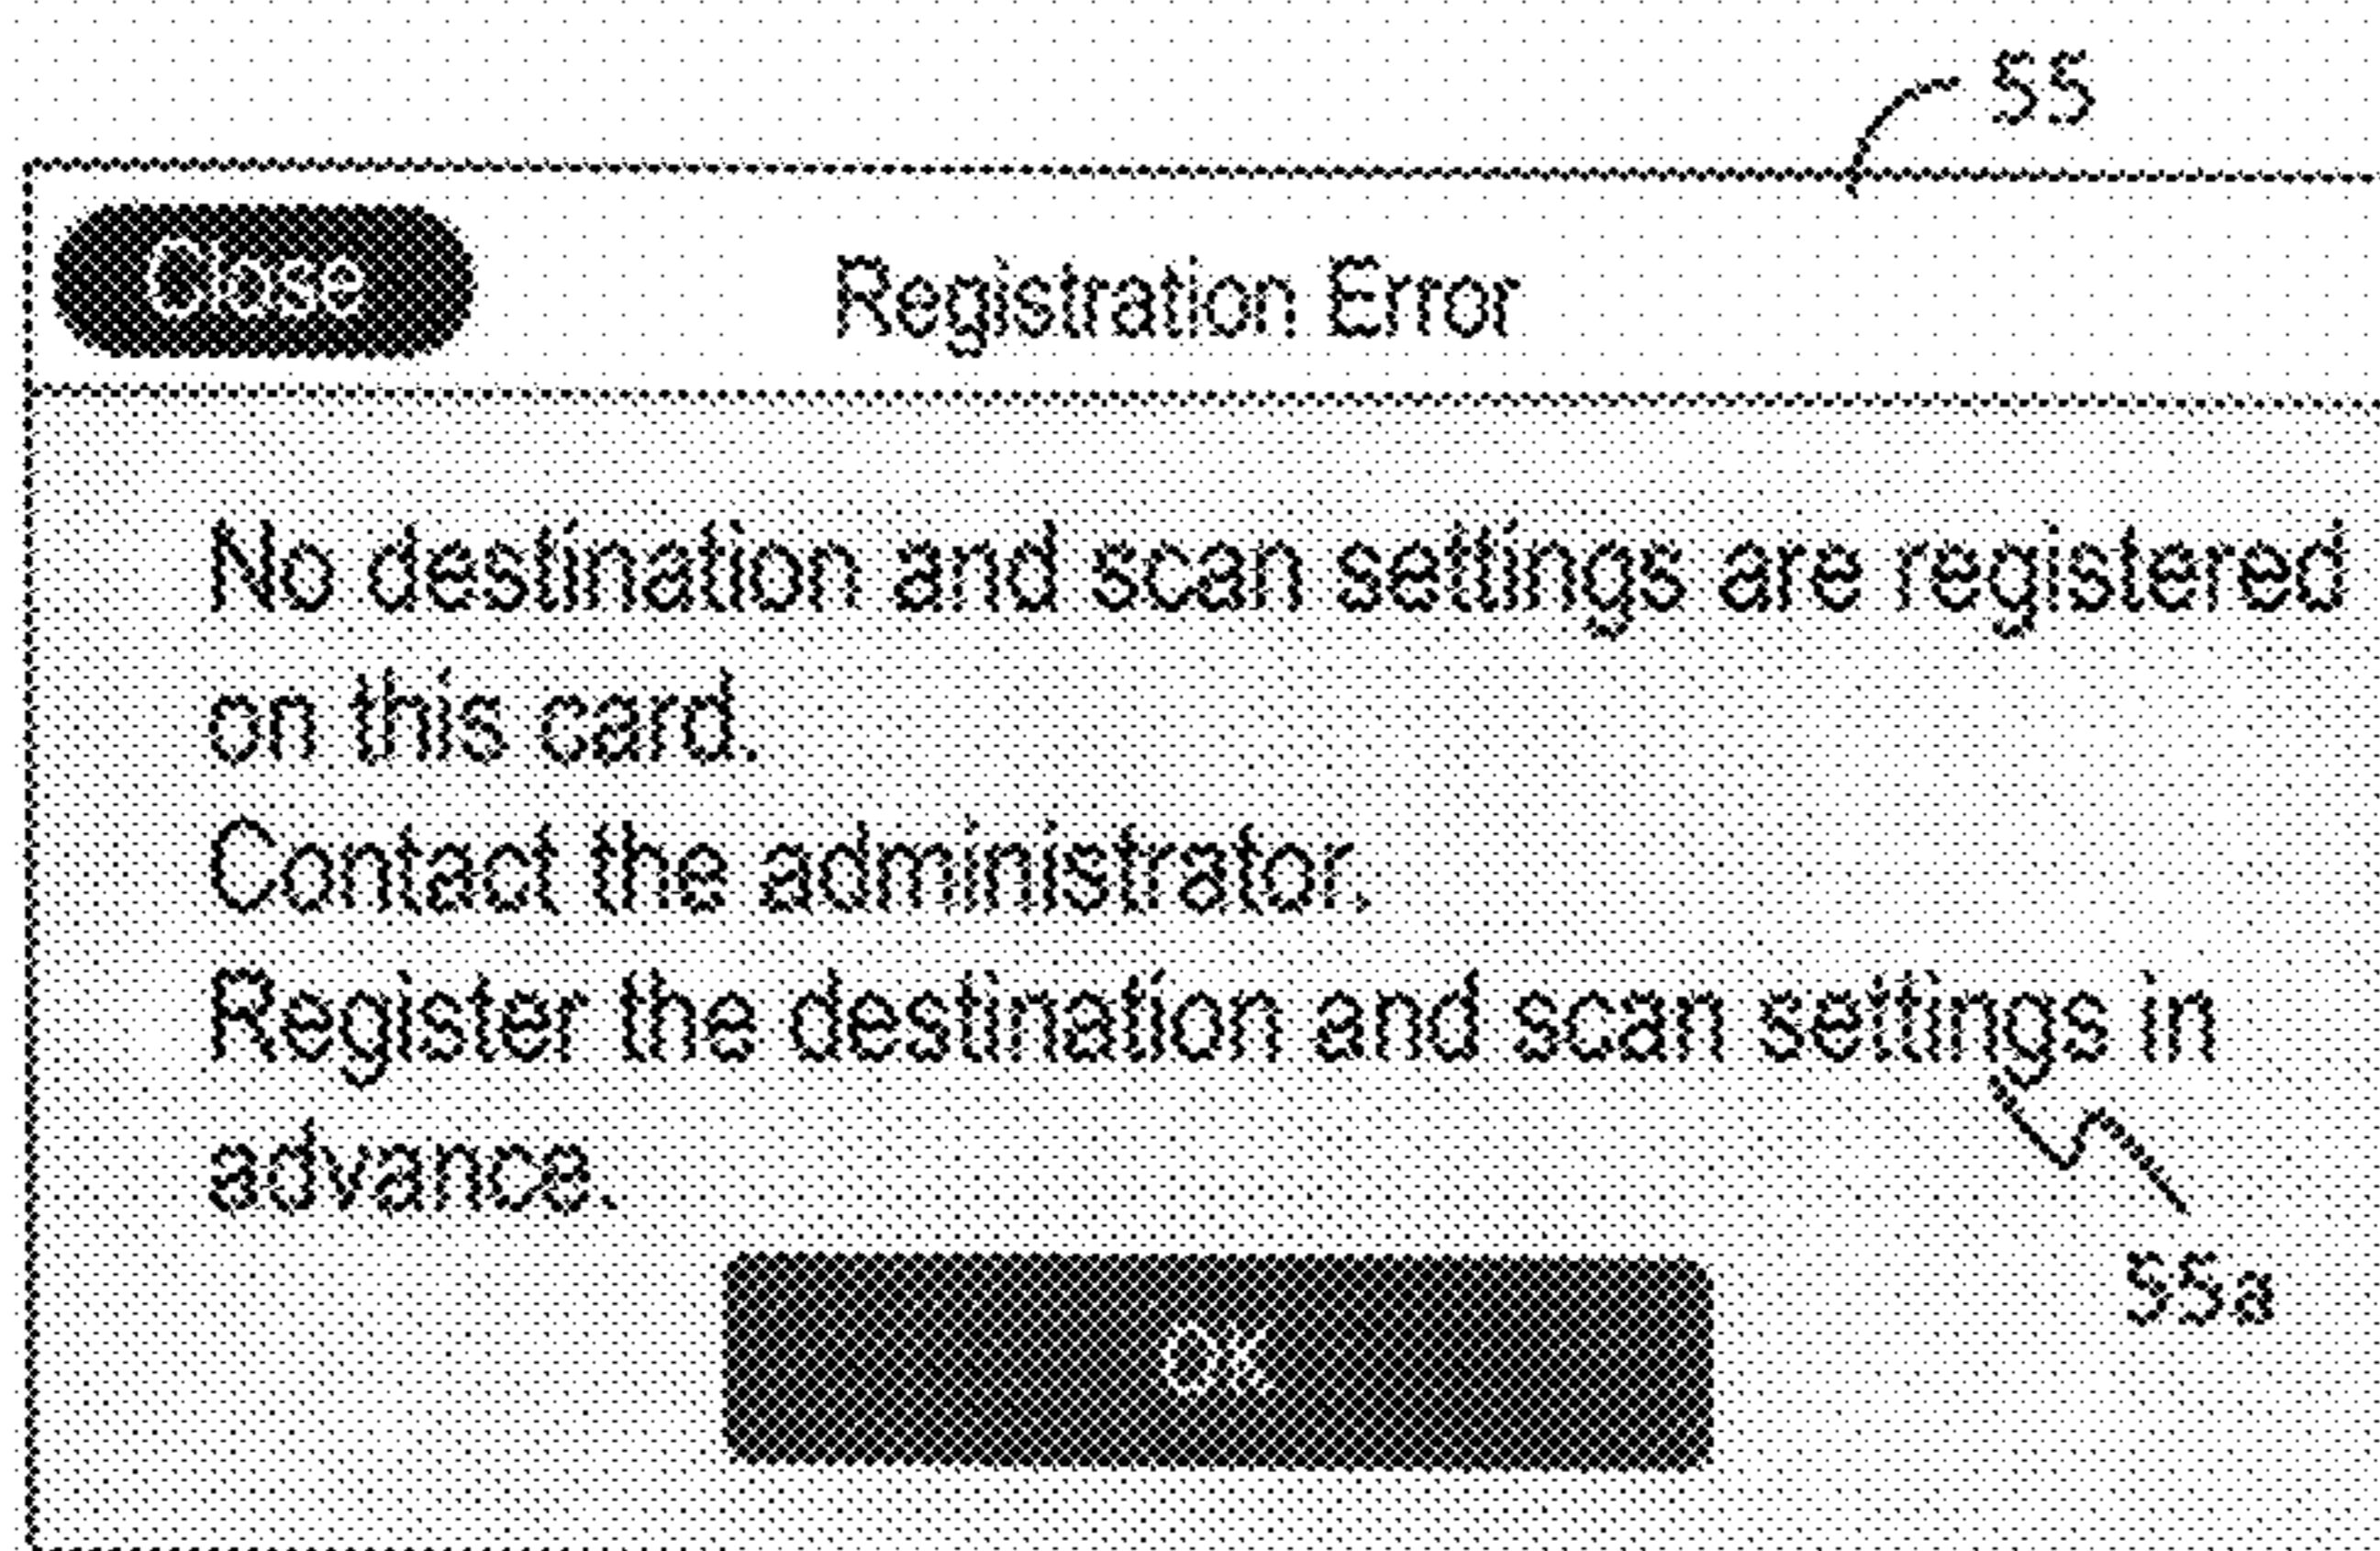 55
Close
Registration Error
No destination and scan settings are registered
on this card.
Contact the administrator.
Register the destination and scan settings in
advance.
55a
OK